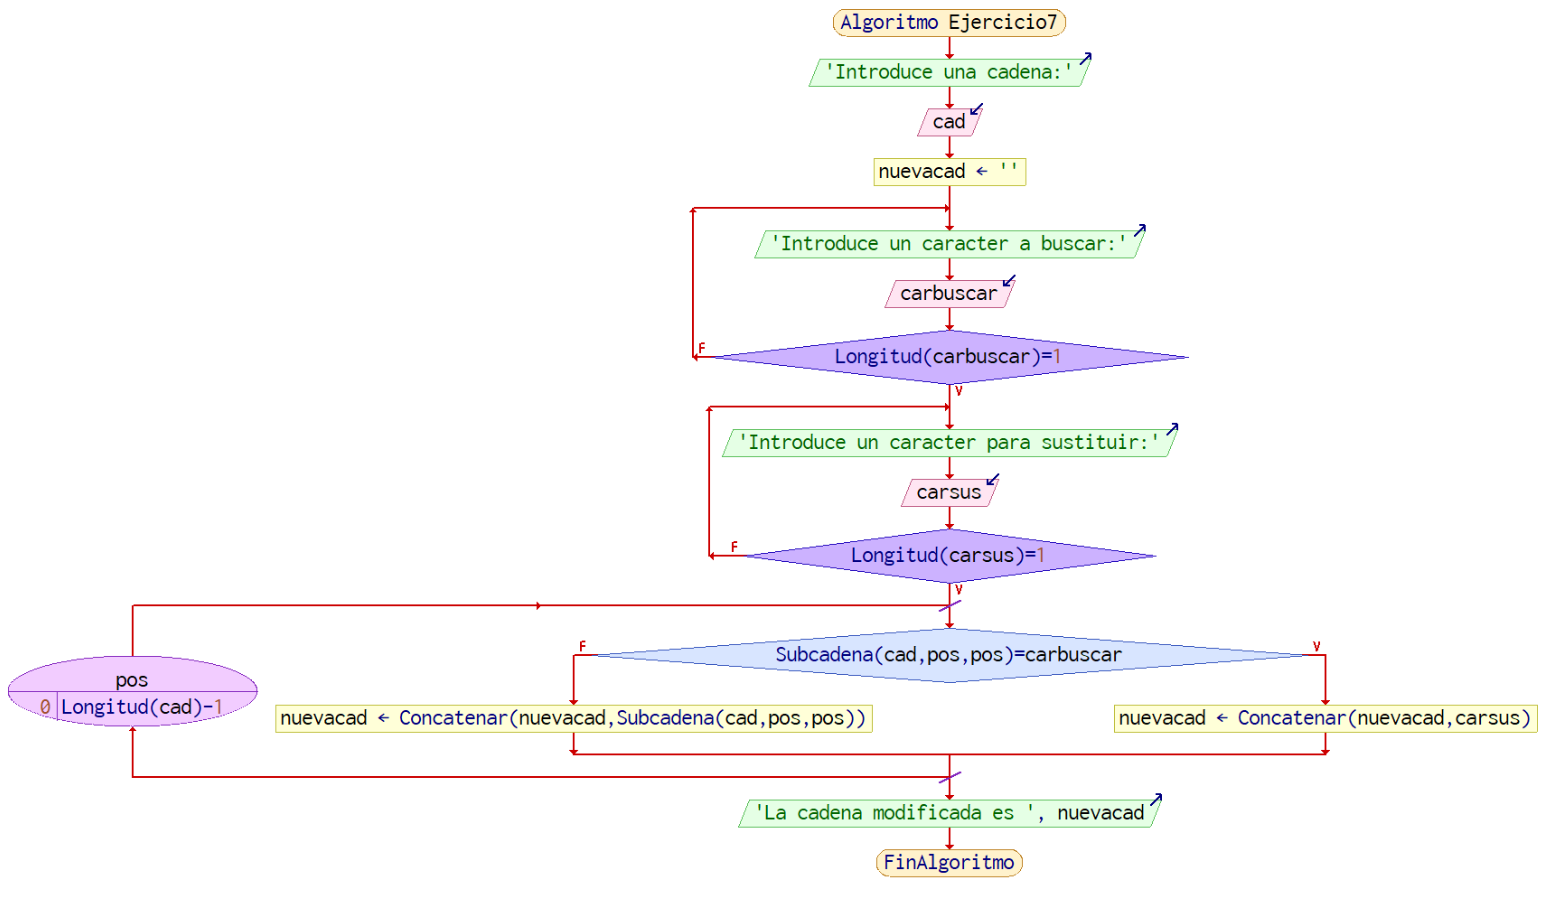 Algoritmo Ejercicio7
'Introduce una cadena:'
cad
nuevacad ← ''
'Introduce un caracter a buscar:'
carbuscar
F
Longitud(carbuscar)=1
V
'Introduce un caracter para sustituir:'
carsus
F
Longitud(carsus)=1
V
F
Subcadena(cad,pos,pos)=carbuscar
V
pos
0 Longitud(cad)-1
nuevacad ← Concatenar(nuevacad,Subcadena(cad,pos,pos))
nuevacad ← Concatenar(nuevacad,carsus)
'La cadena modificada es ', nuevacad
FinAlgoritmo